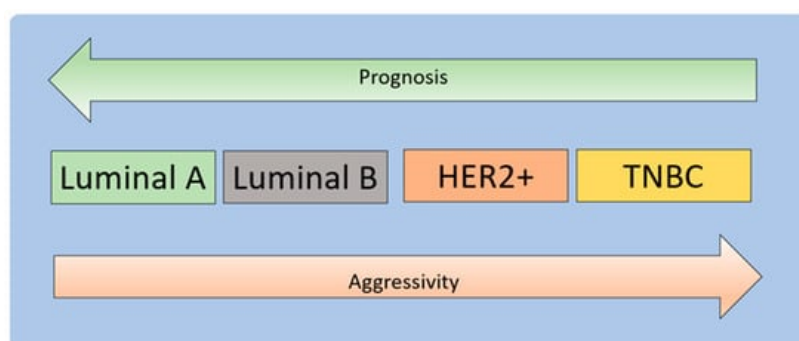 Prognosis
Luminal A Luminal B HER2+ TNBC
Aggressivity